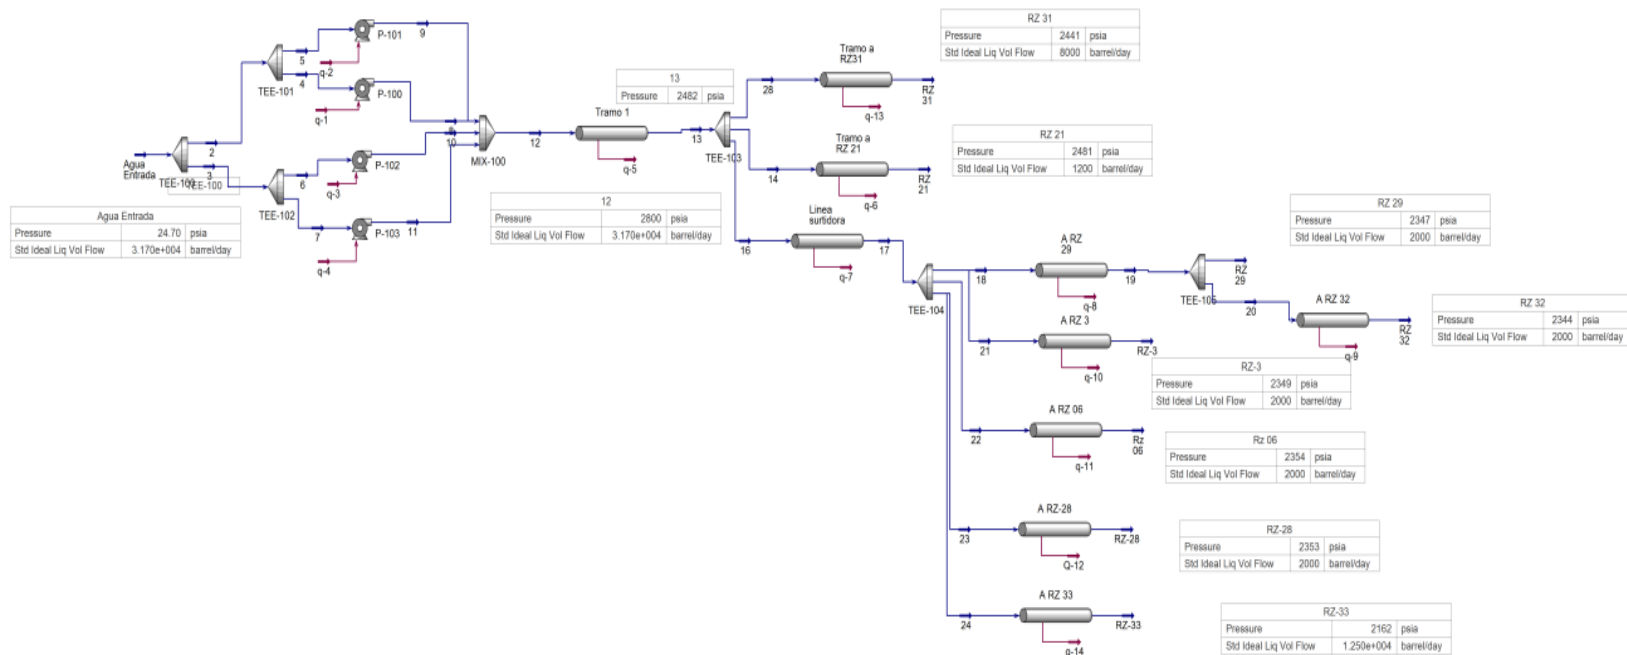 RZ 31
Pressure 2441 psia
Std Ideal Liq Vol Flow 8000 barrel/day
9
P-101
5
q-2
4
TEE-101
P-100
q-1
Tramo a
RZ31
28
RZ
31
q-13
13
Pressure 2482 psia
Tramo 1
10
MIX-100
12
q-5
13
TEE-103
Tramo a
RZ 21
14
RZ
21
q-6
RZ 21
Pressure 2481 psia
Std Ideal Liq Vol Flow 1200 barrel/day
2
Agua
Entrada
TEE-100
3
TEE-100
P-102
6
q-3
TEE-102
7
P-103
11
q-4
Agua Entrada
Pressure 24.70 psia
Std Ideal Liq Vol Flow 3.170e+004 barrel/day
12
Pressure 2800 psia
Std Ideal Liq Vol Flow 3.170e+004 barrel/day
Linea
surtidora
16
17
q-7
RZ 29
Pressure 2347 psia
Std Ideal Liq Vol Flow 2000 barrel/day
TEE-104
18
A RZ
29
19
q-8
TEE-105
RZ
29
20
A RZ 32
RZ
32
q-9
RZ 32
Pressure 2344 psia
Std Ideal Liq Vol Flow 2000 barrel/day
A RZ 3
21
RZ-3
q-10
RZ-3
Pressure 2349 psia
Std Ideal Liq Vol Flow 2000 barrel/day
A RZ 06
22
Rz
06
q-11
Rz 06
Pressure 2354 psia
Std Ideal Liq Vol Flow 2000 barrel/day
A RZ-28
23
RZ-28
Q-12
RZ-28
Pressure 2353 psia
Std Ideal Liq Vol Flow 2000 barrel/day
A RZ 33
24
RZ-33
q-14
RZ-33
Pressure 2162 psia
Std Ideal Liq Vol Flow 1.250e+004 barrel/day